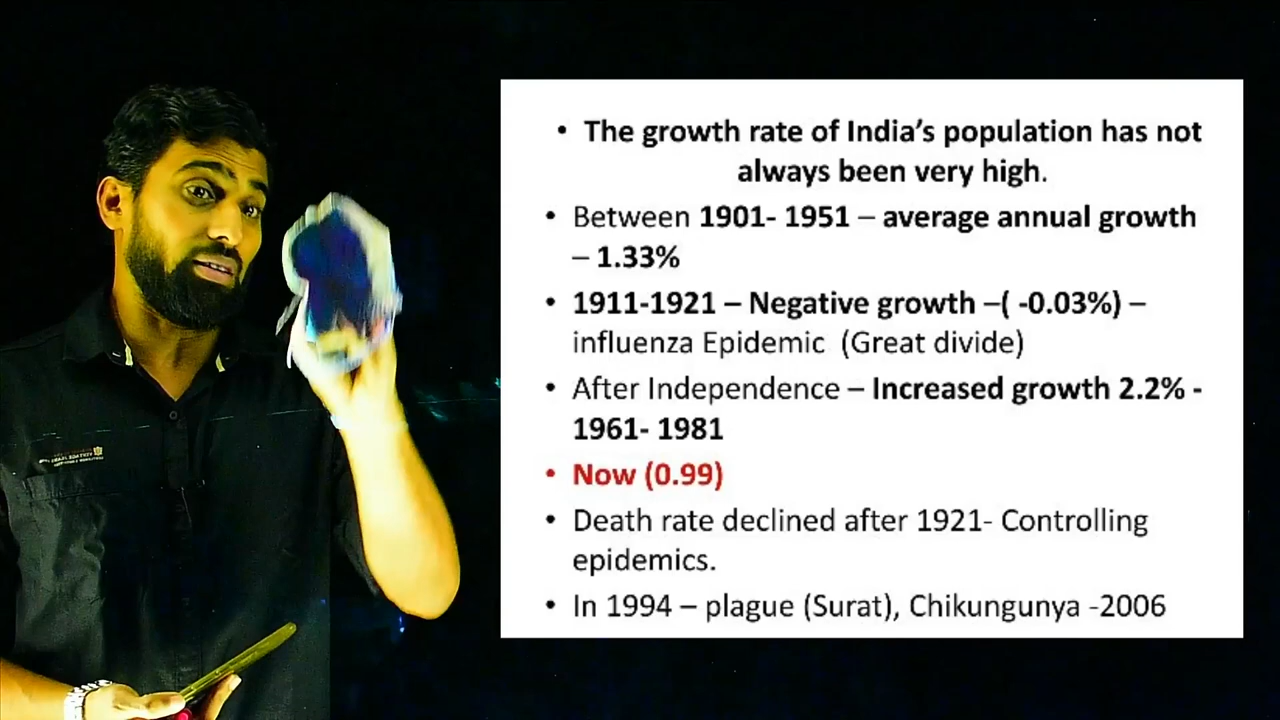 • The growth rate of India’s population has not
always been very high.
• Between 1901- 1951 – average annual growth
– 1.33%
• 1911-1921 – Negative growth –( -0.03%) –
influenza Epidemic (Great divide)
• After Independence – Increased growth 2.2% -
1961- 1981
• Now (0.99)
• Death rate declined after 1921- Controlling
epidemics.
• In 1994 – plague (Surat), Chikungunya -2006